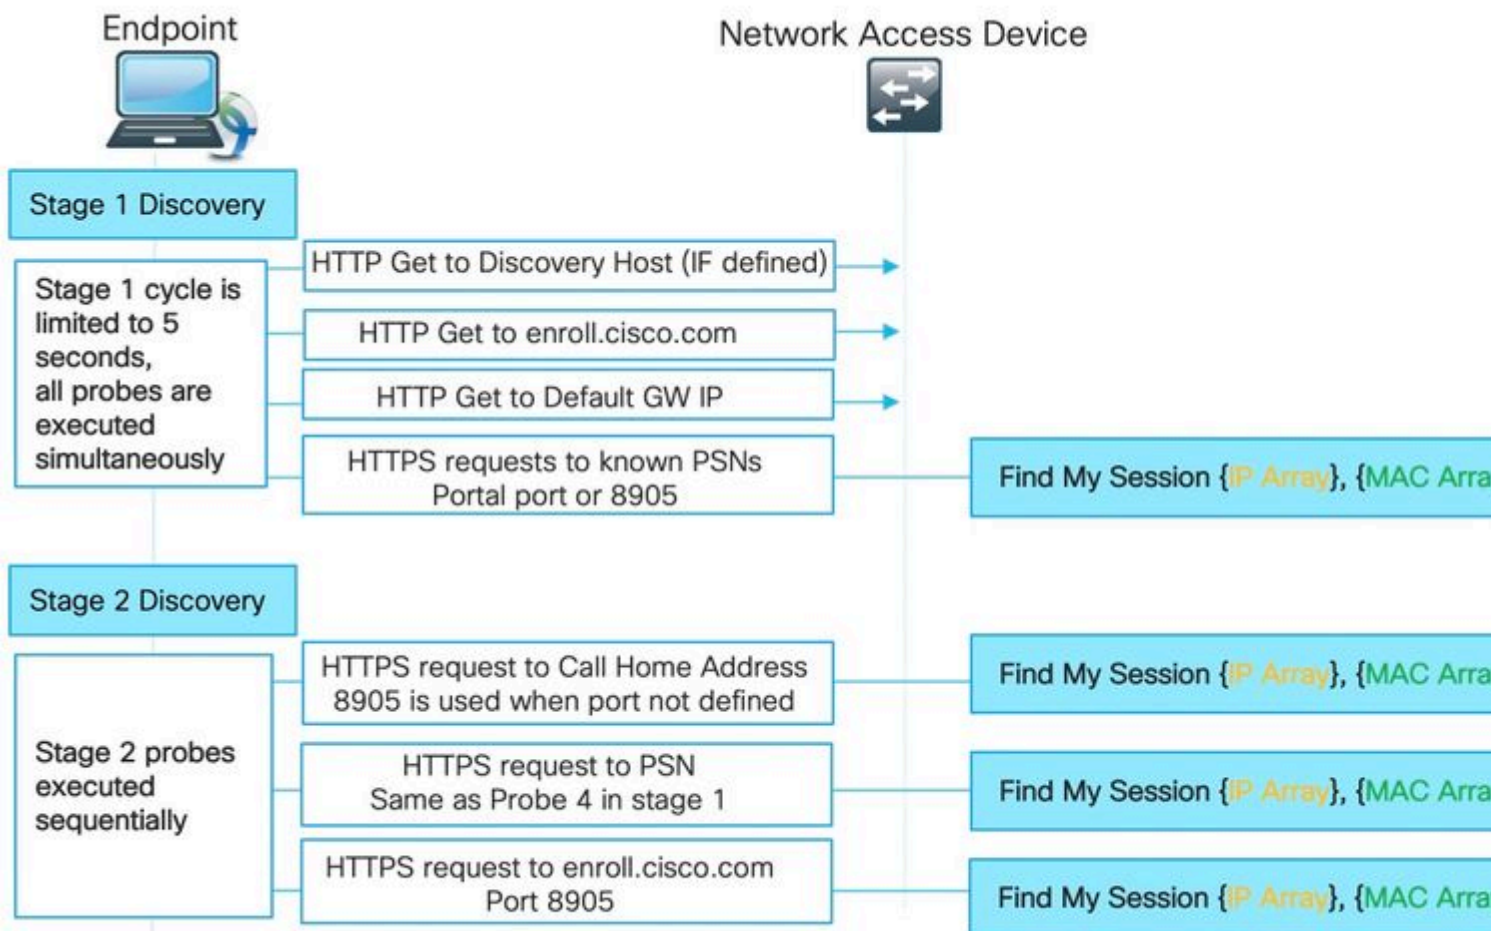 Endpoint
Network Access Device
Stage 1 Discovery
Stage 1 cycle is
limited to 5
seconds,
all probes are
executed
simultaneously
HTTP Get to Discovery Host (IF defined)
HTTP Get to enroll.cisco.com
HTTP Get to Default GW IP
HTTPS requests to known PSNs
Portal port or 8905
Find My Session {IP Array}, {MAC Arra
Stage 2 Discovery
Stage 2 probes
executed
sequentially
HTTPS request to Call Home Address
8905 is used when port not defined
Find My Session {IP Array}, {MAC Arra
HTTPS request to PSN
Same as Probe 4 in stage 1
Find My Session {IP Array}, {MAC Arra
HTTPS request to enroll.cisco.com
Port 8905
Find My Session {IP Array}, {MAC Arra